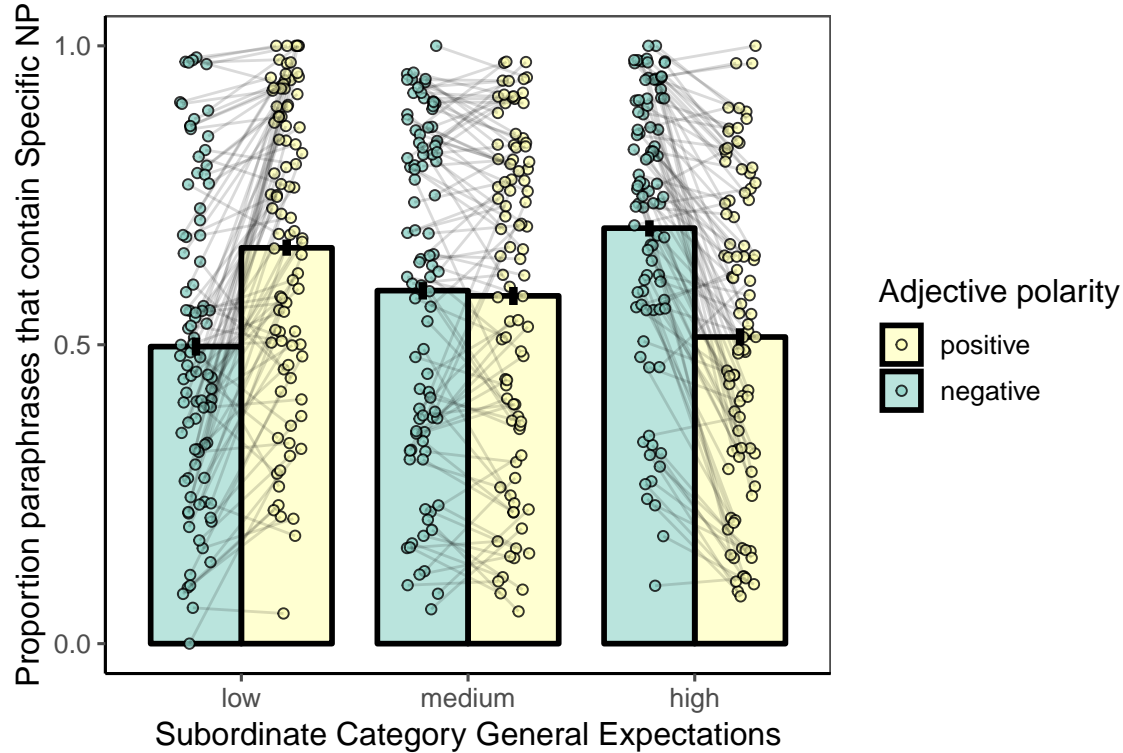 Proportion paraphrases that contain Specific NP
1.0
0.5
0.0
low
medium
high
Subordinate Category General Expectations
Adjective polarity
positive
negative